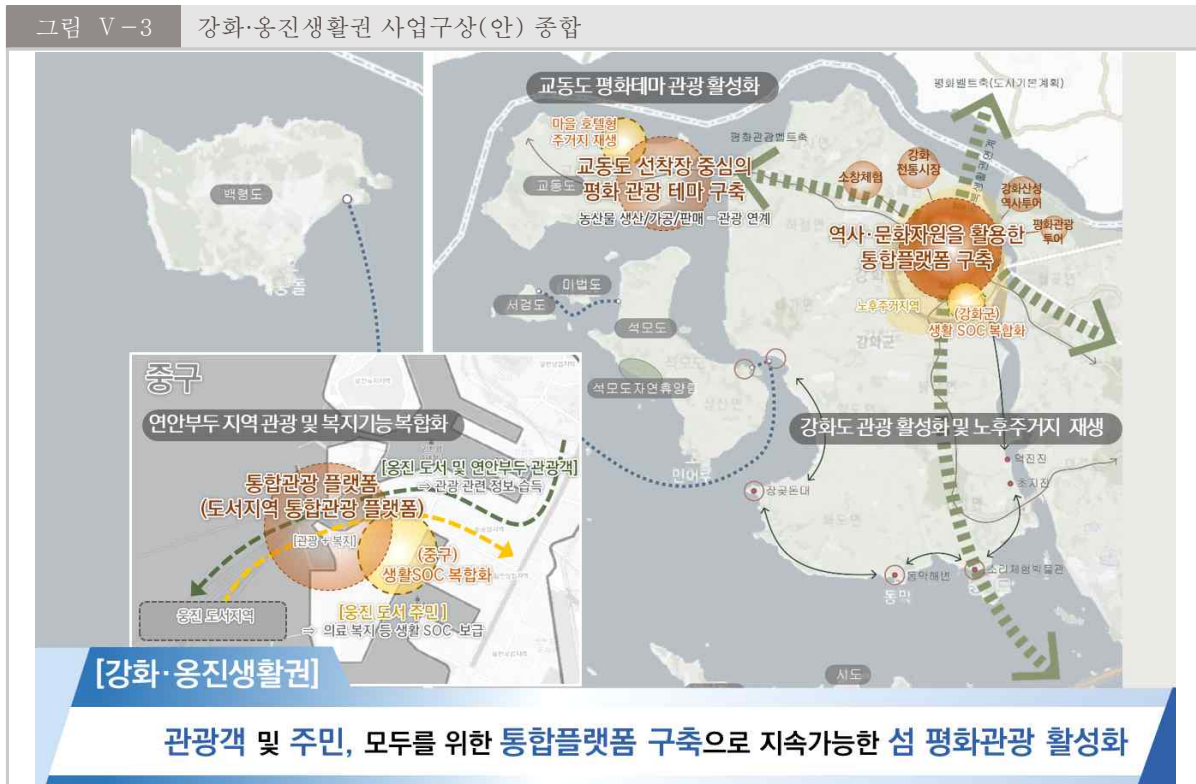 그림 Ⅴ-3 강화·옹진생활권 사업구상(안) 종합
교동도 평화테마 관광 활성화
평화벨트축(도시기본계획)
마을 호텔형
주거지 재생
평화관광벨트축
교동도 선착장 중심의
평화 관광 테마 구축
농산물 생산/가공/판매 - 관광 연계
교동도
소창체험
강화
전통시장
강화산성
역사투어
평화관광
투어
역사·문화자원을 활용한
통합플랫폼 구축
노후주거지역
(강화군)
생활 SOC 복합화
강화군
백령도
미법도
서검도
석모도
석모도자연휴양림
강화도 관광 활성화 및 노후주거지 재생
덕진진
초지진
장곶돈대
화도면
동막해변
동막
소리체험박물관
시도
중구
연안부두 지역 관광 및 복지기능 복합화
[옹진 도서 및 연안부두 관광객]
⇒ 관광 관련 정보 습득
통합관광 플랫폼
(도서지역 통합관광 플랫폼)
[관광 + 복지]
(중구)
생활SOC 복합화
옹진 도서지역
[옹진 도서 주민]
⇒ 의료 복지 등 생활 SOC 보급
[강화·옹진생활권]
관광객 및 주민, 모두를 위한 통합플랫폼 구축으로 지속가능한 섬 평화관광 활성화